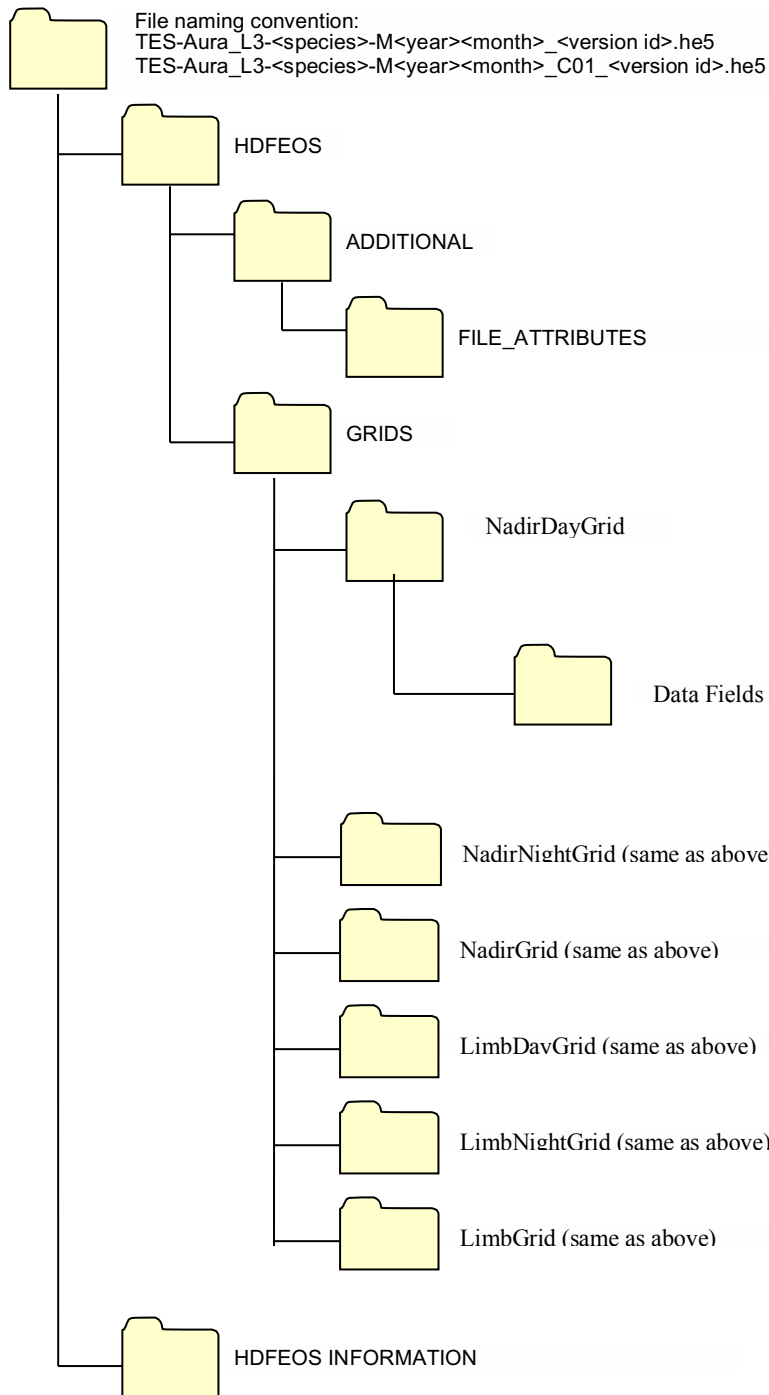 File naming convention:
TES-Aura_L3-<species>-M<year><month>_<version id>.he5
TES-Aura_L3-<species>-M<year><month>_C01_<version id>.he5
HDFEOS
ADDITIONAL
FILE_ATTRIBUTES
GRIDS
NadirDayGrid
Data Fields
NadirNightGrid (same as above
NadirGrid (same as above)
LimbDayGrid (same as above)
LimbNightGrid (same as above)
LimbGrid (same as above)
HDFEOS INFORMATION